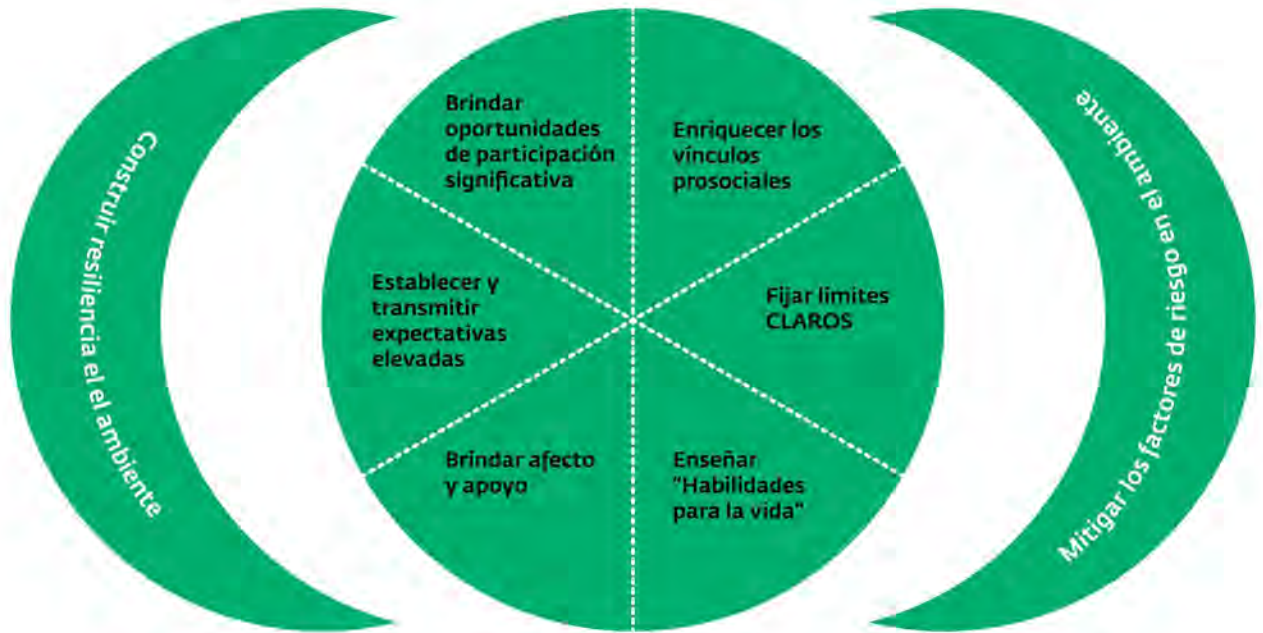 Construir resiliencia el el ambiente
Brindar
oportunidades
de participación
significativa
Enriquecer los
vínculos
prosociales
Establecer y
transmitir
expectativas
elevadas
Fijar limites
CLAROS
Brindar afecto
y apoyo
Enseñar
"Habilidades
para la vida"
Mitigar los factores de riesgo en el ambiente